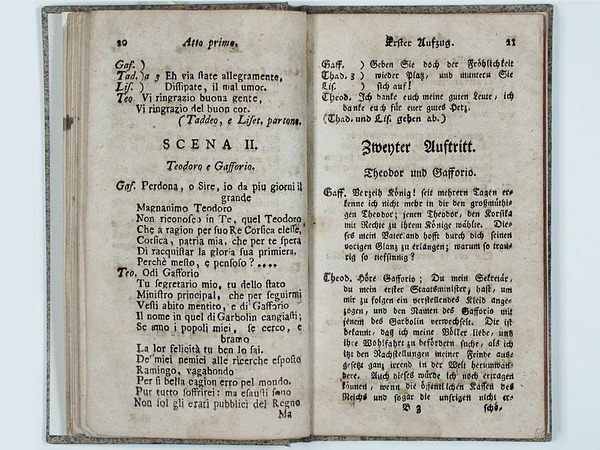 20 Atto primo.
Gaf. )
Tad. )a 3 Eh via state allegramente,
Lis. ) Dissipate, il mal umor.
Teo. Vi ringrazio buona gente,
Vi ringrazio del buon cor.
(Taddeo, e Liset. partono.
SCENA II.
Teodoro e Gafforio.
Gaf. Perdona, o Sire, io da piu giorni il
grande
Magnanimo Teodoro
Non riconosco in Te, quel Teodoro
Che a ragion per suo Re Corsica elesse,
Corsica, patria mia, che per te spera
Di racquistar la gloria sua primiera.
Perchè mesto, e pensoso? ....
Teo. Odi Gafforio
Tu segretario mio, tu dello stato
Ministro principal, che per seguirmi
Vesti abito mentito, e di Gafforio
Il nome in quel di Garbolin cangiasti;
Se amo i popoli miei, se cerco, e
bramo
La lor felicità tu ben lo sai.
De' miei nemici alle ricerche esposto
Ramingo, vagabondo
Per sì bella cagion erro pel mondo.
Pur tutto soffrirei: ma esausti sono
Non sol gli erari pubblici del Regno
Ma
Erster Aufzug. 21
Gaff. ) Geben Sie doch der Fröhlichkeit
Thad. 3 ) wieder Platz, und muntern Sie
Lis. ) sich auf!
Theod. Ich danke euch meine guten Leute, ich
danke euch für euer gutes Herz.
(Thad. und Lis. gehen ab.)
Zweyter Auftritt.
Theodor und Gafforio.
Gaff. Verzeih König! seit mehrern Tagen er-
kenne ich nicht mehr in dir den großmüthi-
gen Theodor; jenen Theodor, den Korsika
mit Rechte zu ihrem Könige wählte. Die-
ses mein Vaterland hofft durch dich seinen
vorigen Glanz zu erlangen; warum so trau-
rig so tiefsinnig?
Theod. Höre Gafforio; Du mein Sekretär,
du mein erster Staatsminister, hast, um
mir zu folgen ein verstellendes Kleid ange-
zogen, und den Namen des Gafforio mit
jenem des Garbolin verwechselt. Dir ist
bekannt, daß ich meine Völker liebe, und
ihre Wohlfahrt zu befördern suche, als ich
itzt den Nachstellungen meiner Feinde aus-
gesetzt ganz irrend in der Welt herumwan-
dere. Auch dieses würde ich noch ertragen
können, wenn die öffentlichen Kassen des
Reichs und sogar die unsrigen nicht er-
B 3 schö-